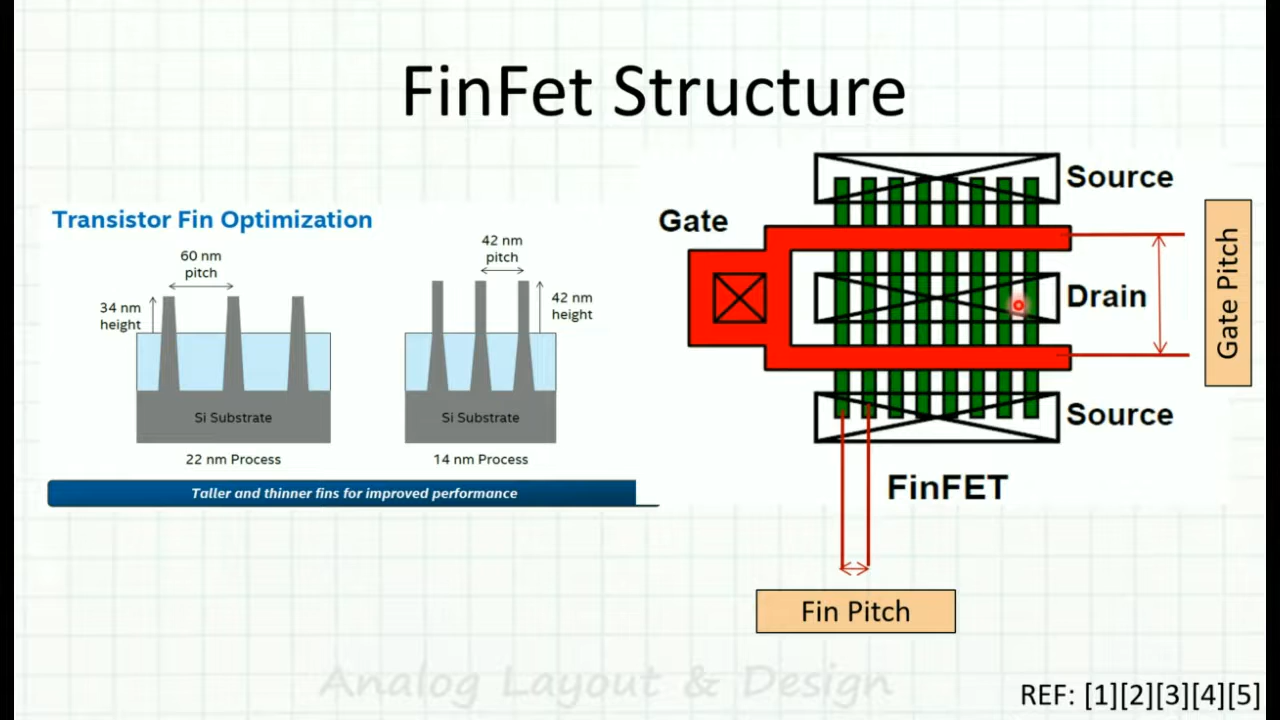 FinFet Structure
Transistor Fin Optimization
60 nm
pitch
34 nm
height
Si Substrate
22 nm Process
42 nm
pitch
42 nm
height
Si Substrate
14 nm Process
Taller and thinner fins for improved performance
Gate
Source
Drain
Source
FinFET
Gate Pitch
Fin Pitch
Analog Layout & Design
REF: [1][2][3][4][5]